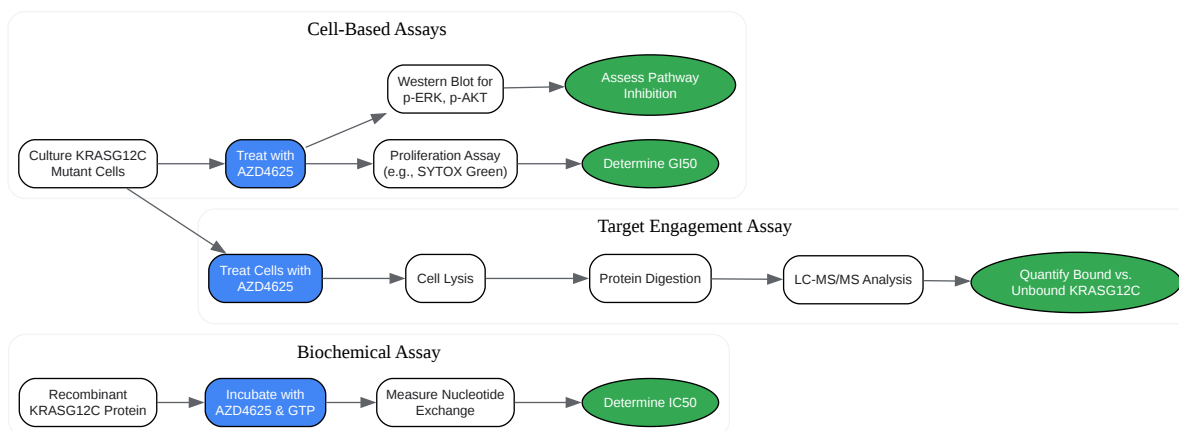 Cell-Based Assays
Western Blot for
p-ERK, p-AKT
Assess Pathway
Inhibition
Culture KRASG12C
Mutant Cells
Treat with
AZD4625
Proliferation Assay
(e.g., SYTOX Green)
Determine GI50
Target Engagement Assay
Treat Cells with
AZD4625
Cell Lysis
Protein Digestion
LC-MS/MS Analysis
Quantify Bound vs.
Unbound KRASG12C
Biochemical Assay
Recombinant
KRASG12C Protein
Incubate with
AZD4625 & GTP
Measure Nucleotide
Exchange
Determine IC50